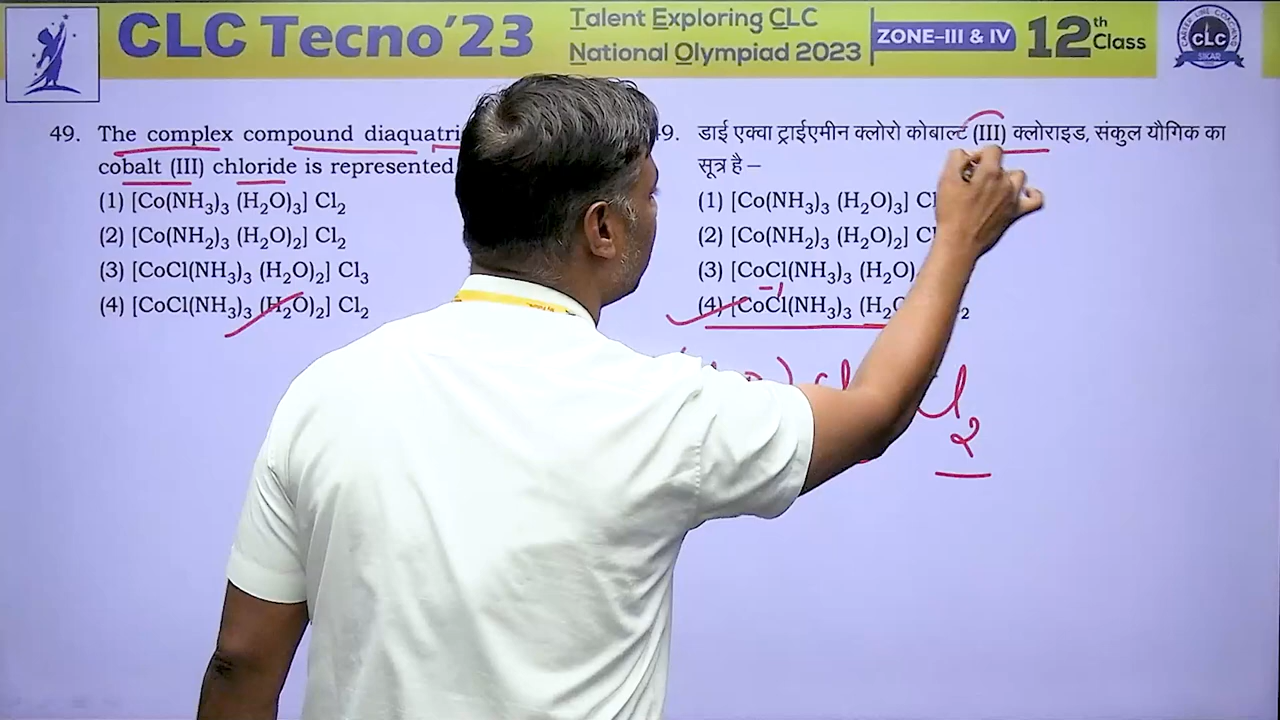 CLC Tecno'23
Talent Exploring CLC
National Olympiad 2023
ZONE–III & IV
12th Class
CLC
SIKAR
49. The complex compound
cobalt (III) chloride is represented
(1) [Co(NH3)3 (H2O)3] Cl2
(2) [Co(NH2)3 (H2O)2] Cl2
(3) [CoCl(NH3)3 (H2O)2] Cl3
(4) [CoCl(NH3)3 (H2O)2] Cl2
डाई एक्वा ट्राईएमीन क्लोरो कोबाल्ट (III) क्लोराइड, संकुल यौगिक का
सूत्र है –
(1) [Co(NH3)3 (H2O)3]
(2) [Co(NH2)3 (H2O)2]
(3) [CoCl(NH3)3 (H2O)
(4) [CoCl(NH3)3
2